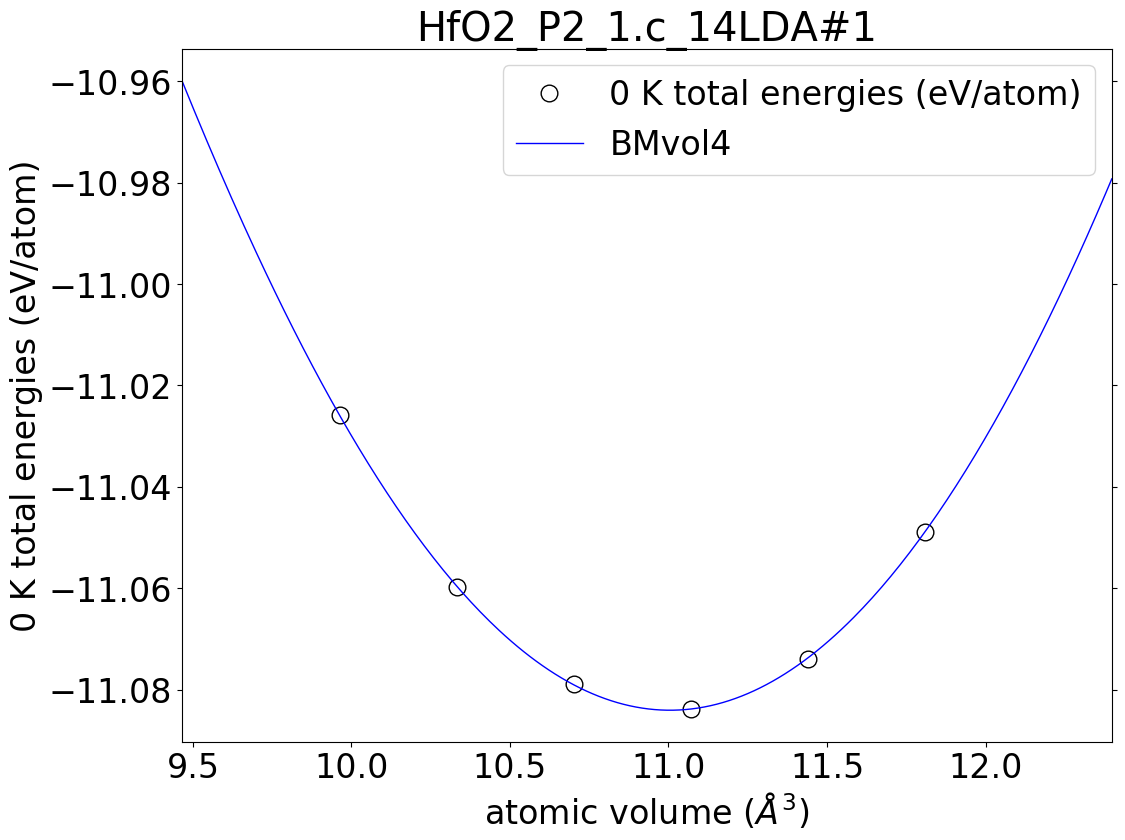 HfO2_P2_1.c_14LDA#1
0 K total energies (eV/atom)
BMvol4
0 K total energies (eV/atom)
−10.96
−10.98
−11.00
−11.02
−11.04
−11.06
−11.08
9.5 10.0 10.5 11.0 11.5 12.0
atomic volume (Å³)